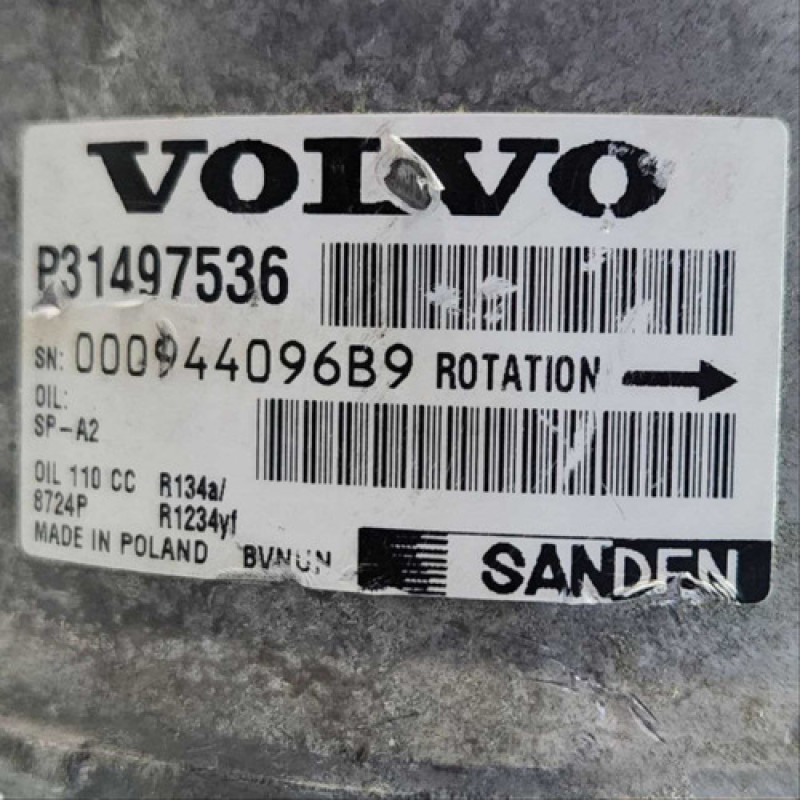 VOLVO
P31497536
SN: 000944096B9 ROTATION
OIL:
SP-A2
OIL 110 CC R134a/
8724P R1234yf
MADE IN POLAND BVNUN
SANDEN